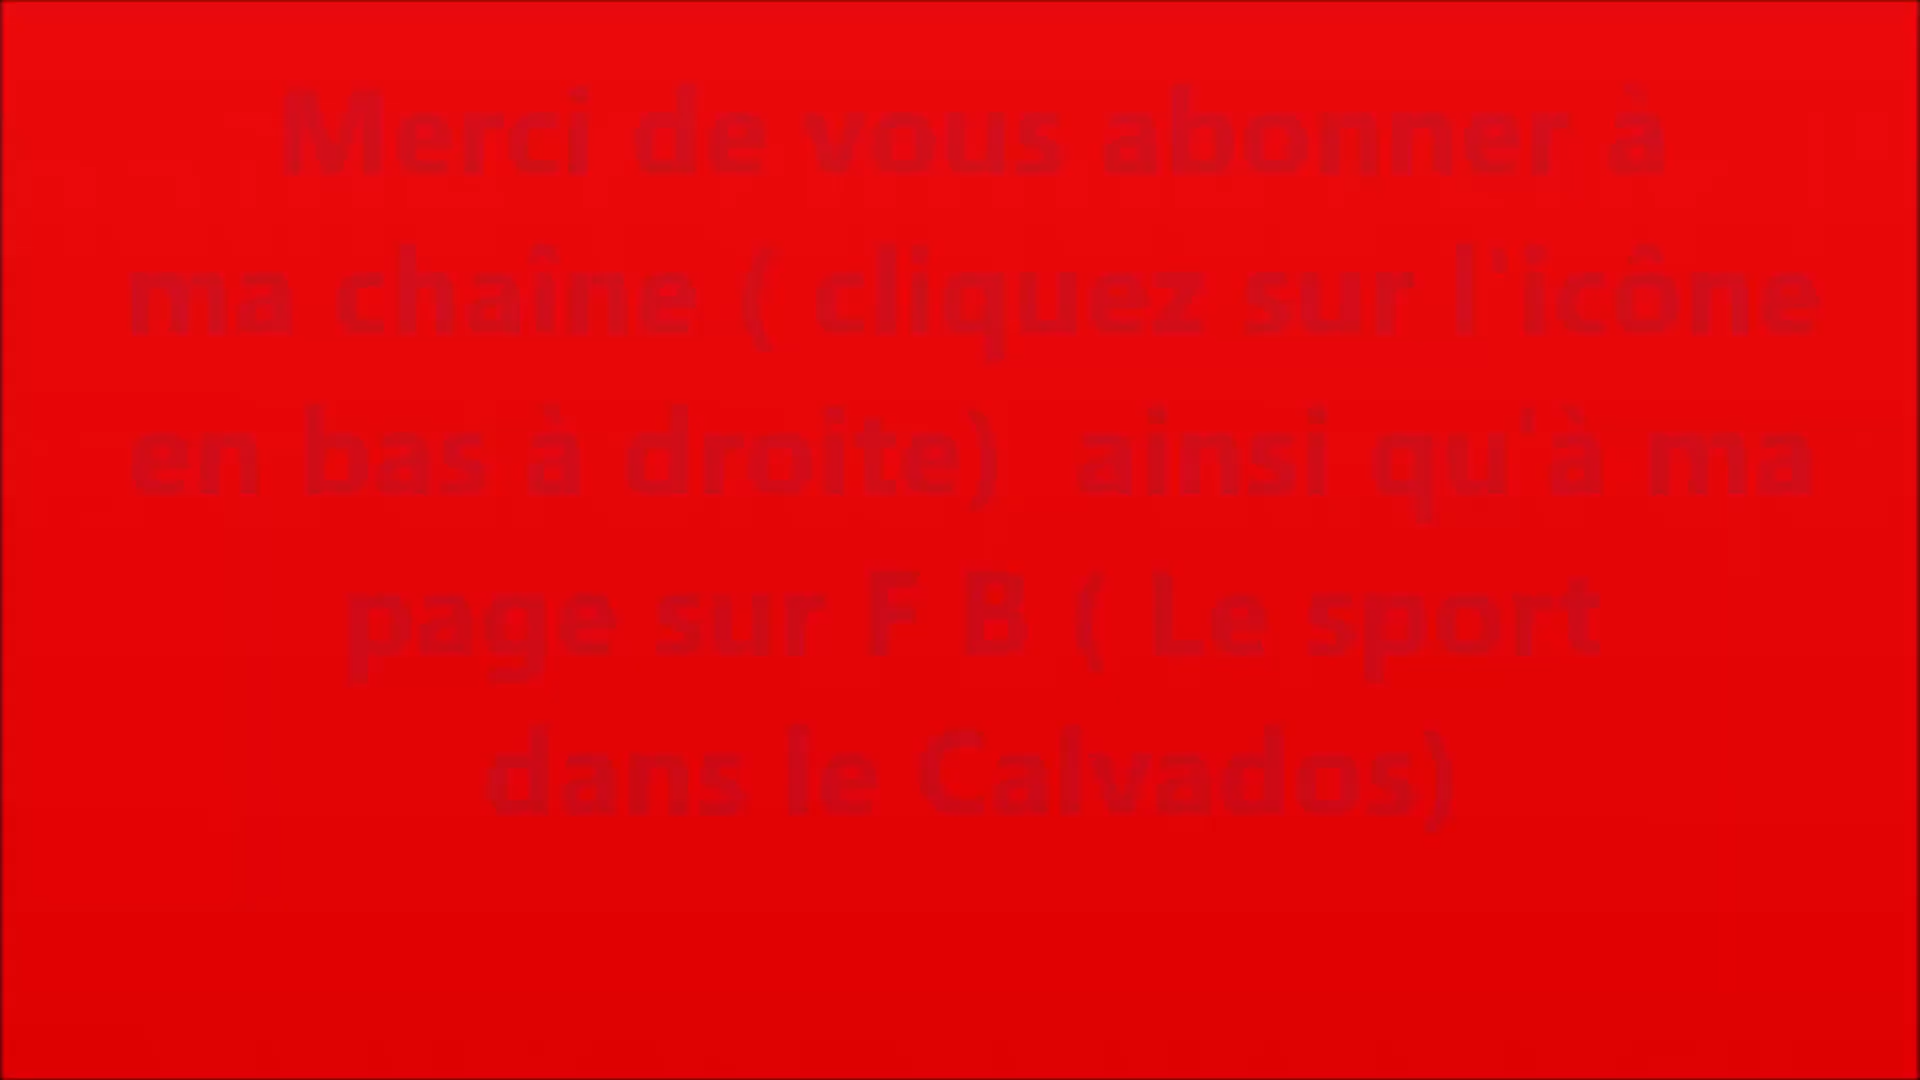 Merci de vous abonner à
ma chaîne ( cliquez sur l'icône
en bas à droite)  ainsi qu'à ma
page sur F B ( Le sport
dans le Calvados)